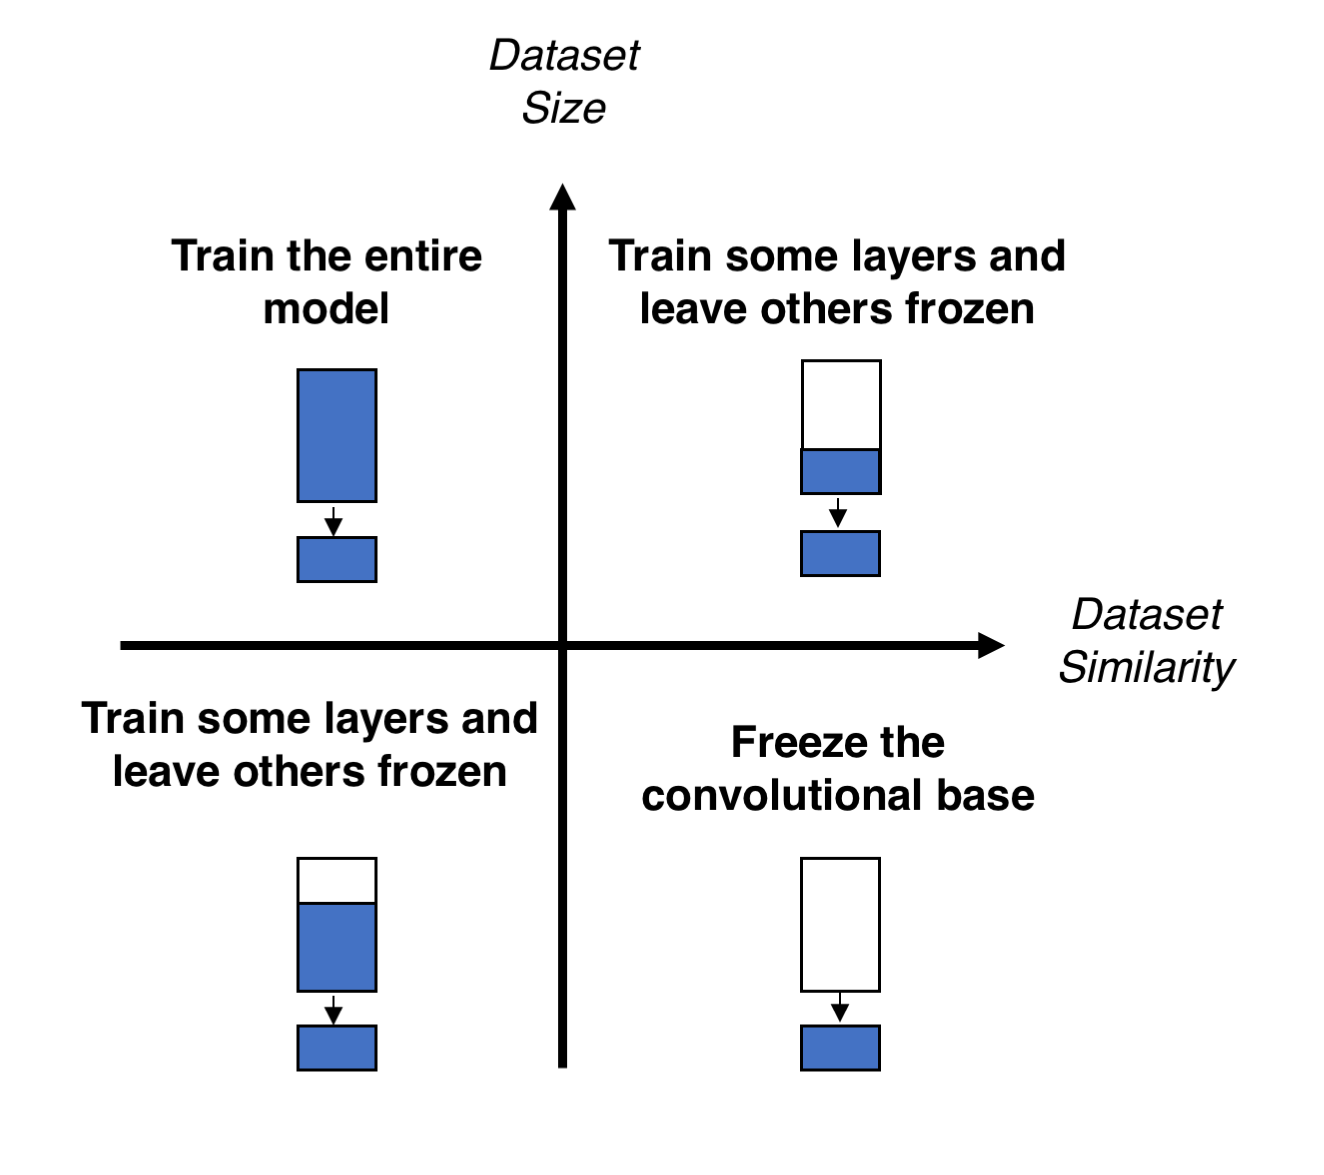 Dataset
Size
Train the entire
model
Train some layers and
leave others frozen
Dataset
Similarity
Train some layers and
leave others frozen
Freeze the
convolutional base